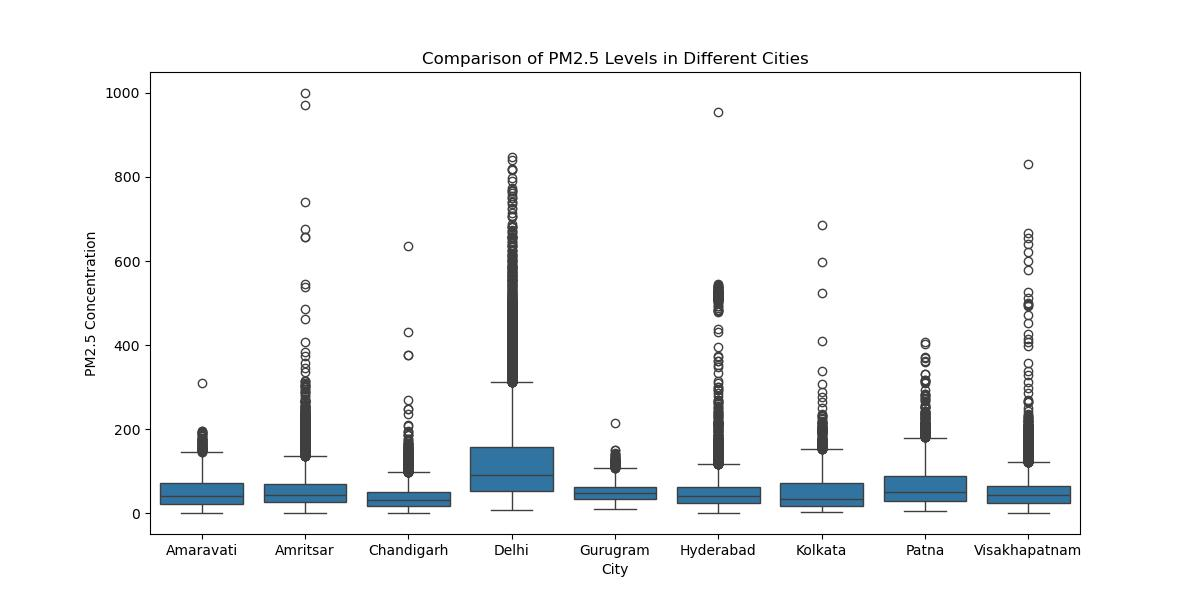 Comparison of PM2.5 Levels in Different Cities
1000
800
600
400
200
0
PM2.5 Concentration
Amaravati Amritsar Chandigarh Delhi Gurugram Hyderabad Kolkata Patna Visakhapatnam
City